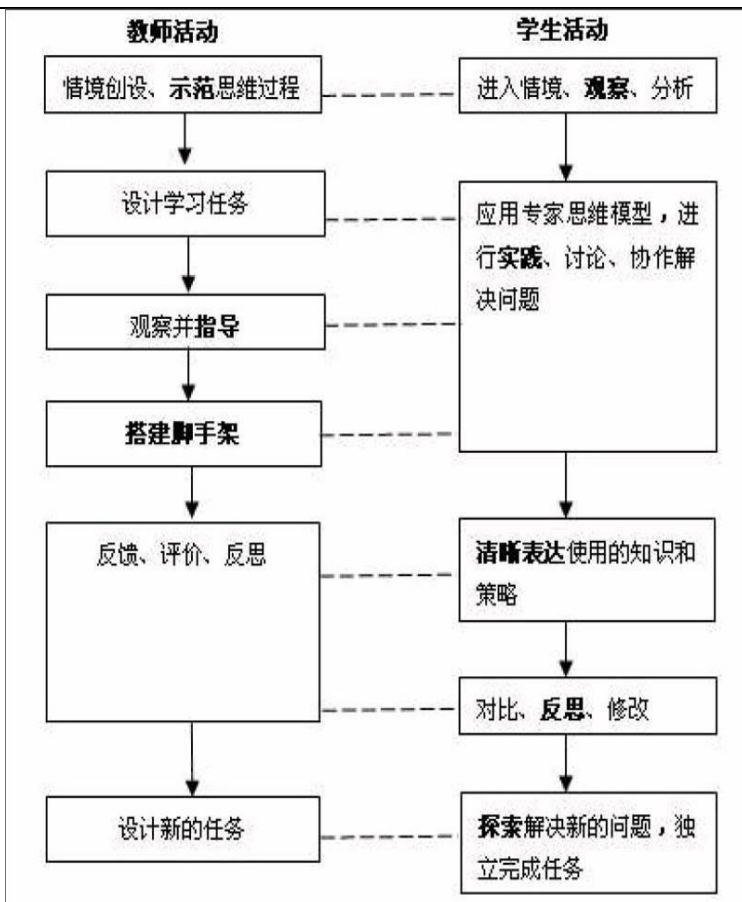 教师活动
学生活动
情境创设、示范思维过程
进入情境、观察、分析
设计学习任务
应用专家思维模型，进
行实践、讨论、协作解
决问题
观察并指导
搭建脚手架
反馈、评价、反思
清晰表达使用的知识和
策略
对比、反思、修改
设计新的任务
探索解决新的问题，独
立完成任务